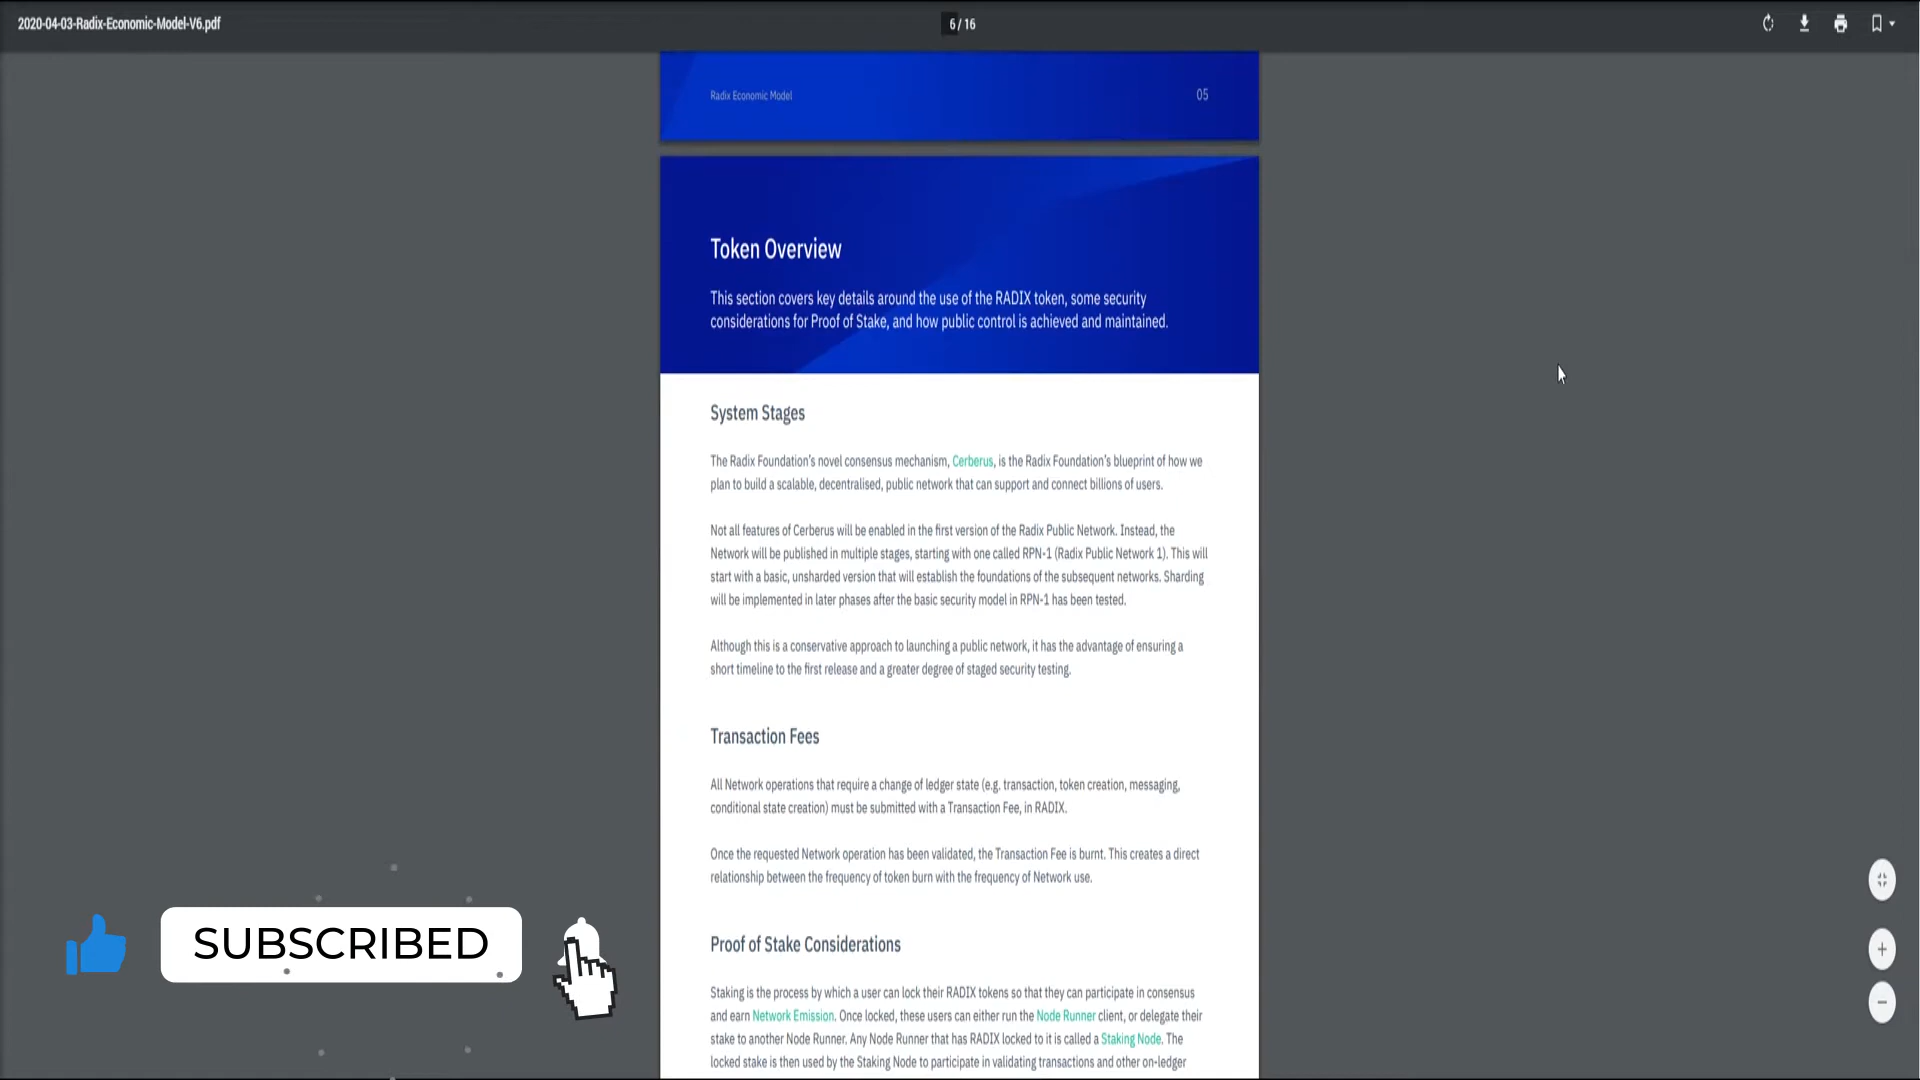 2020-04-03-Radix-Economic-Model-V6.pdf
6 / 16
Radix Economic Model
05
Token Overview
This section covers key details around the use of the RADIX token, some security
considerations for Proof of Stake, and how public control is achieved and maintained.
System Stages
The Radix Foundation's novel consensus mechanism, Cerberus, is the Radix Foundation's blueprint of how we
plan to build a scalable, decentralised, public network that can support and connect billions of users.
Not all features of Cerberus will be enabled in the first version of the Radix Public Network. Instead, the
Network will be published in multiple stages, starting with one called RPN-1 (Radix Public Network 1). This will
start with a basic, unsharded version that will establish the foundations of the subsequent networks. Sharding
will be implemented in later phases after the basic security model in RPN-1 has been tested.
Although this is a conservative approach to launching a public network, it has the advantage of ensuring a
short timeline to the first release and a greater degree of staged security testing.
Transaction Fees
All Network operations that require a change of ledger state (e.g. transaction, token creation, messaging,
conditional state creation) must be submitted with a Transaction Fee, in RADIX.
Once the requested Network operation has been validated, the Transaction Fee is burnt. This creates a direct
relationship between the frequency of token burn with the frequency of Network use.
Proof of Stake Considerations
Staking is the process by which a user can lock their RADIX tokens so that they can participate in consensus
and earn Network Emission. Once locked, these users can either run the Node Runner client, or delegate their
stake to another Node Runner. Any Node Runner that has RADIX locked to it is called a Staking Node. The
locked stake is then used by the Staking Node to participate in validating transactions and other on-ledger
SUBSCRIBED